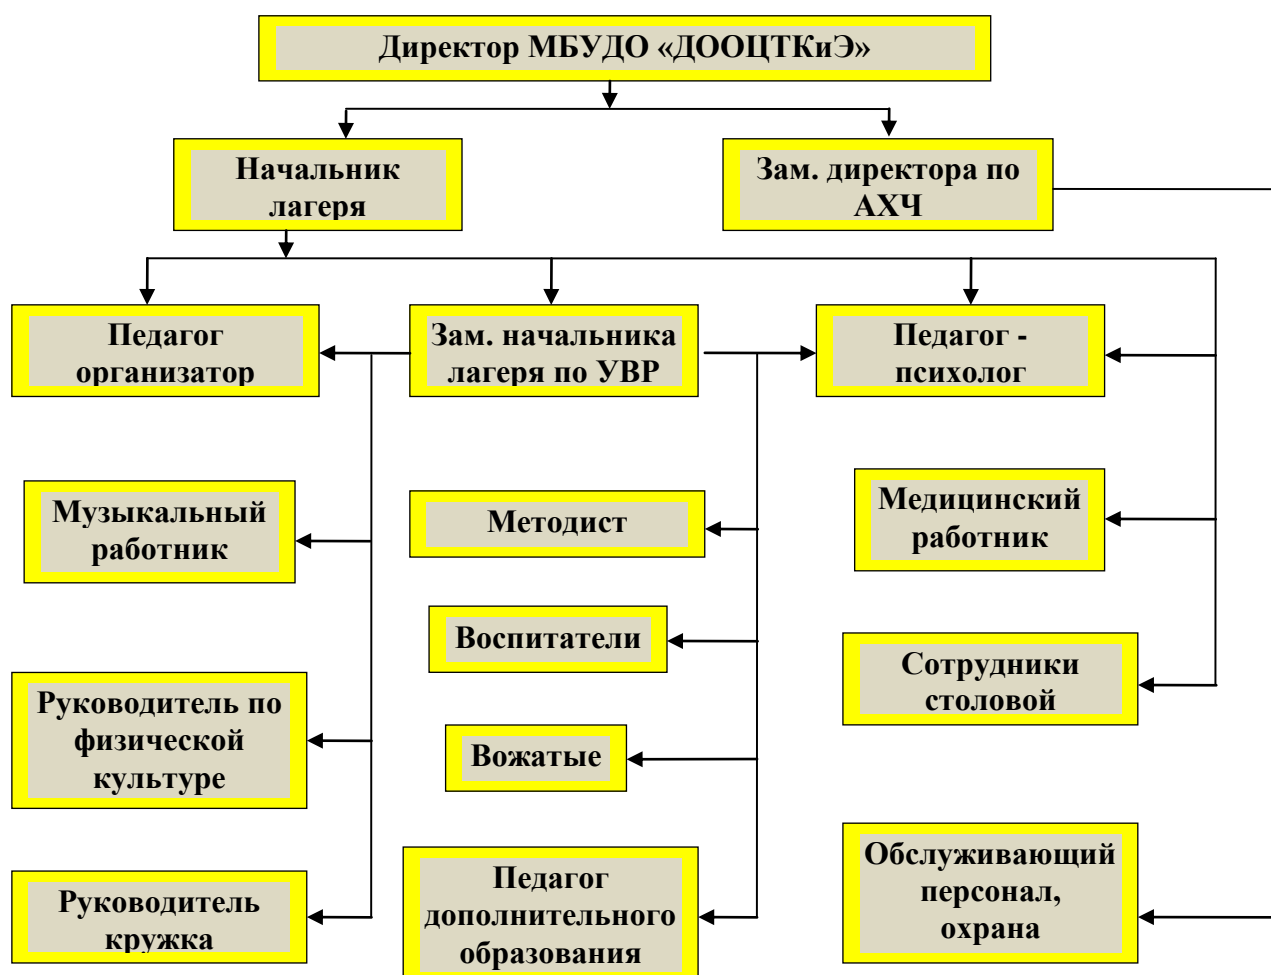 Директор МБУДО «ДООЦТКиЭ»
Начальник
лагеря
Зам. директора по
АХЧ
Педагог
организатор
Зам. начальника
лагеря по УВР
Педагог -
психолог
Музыкальный
работник
Методист
Медицинский
работник
Воспитатели
Сотрудники
столовой
Руководитель по
физической
культуре
Вожатые
Руководитель
кружка
Педагог
дополнительного
образования
Обслуживающий
персонал,
охрана